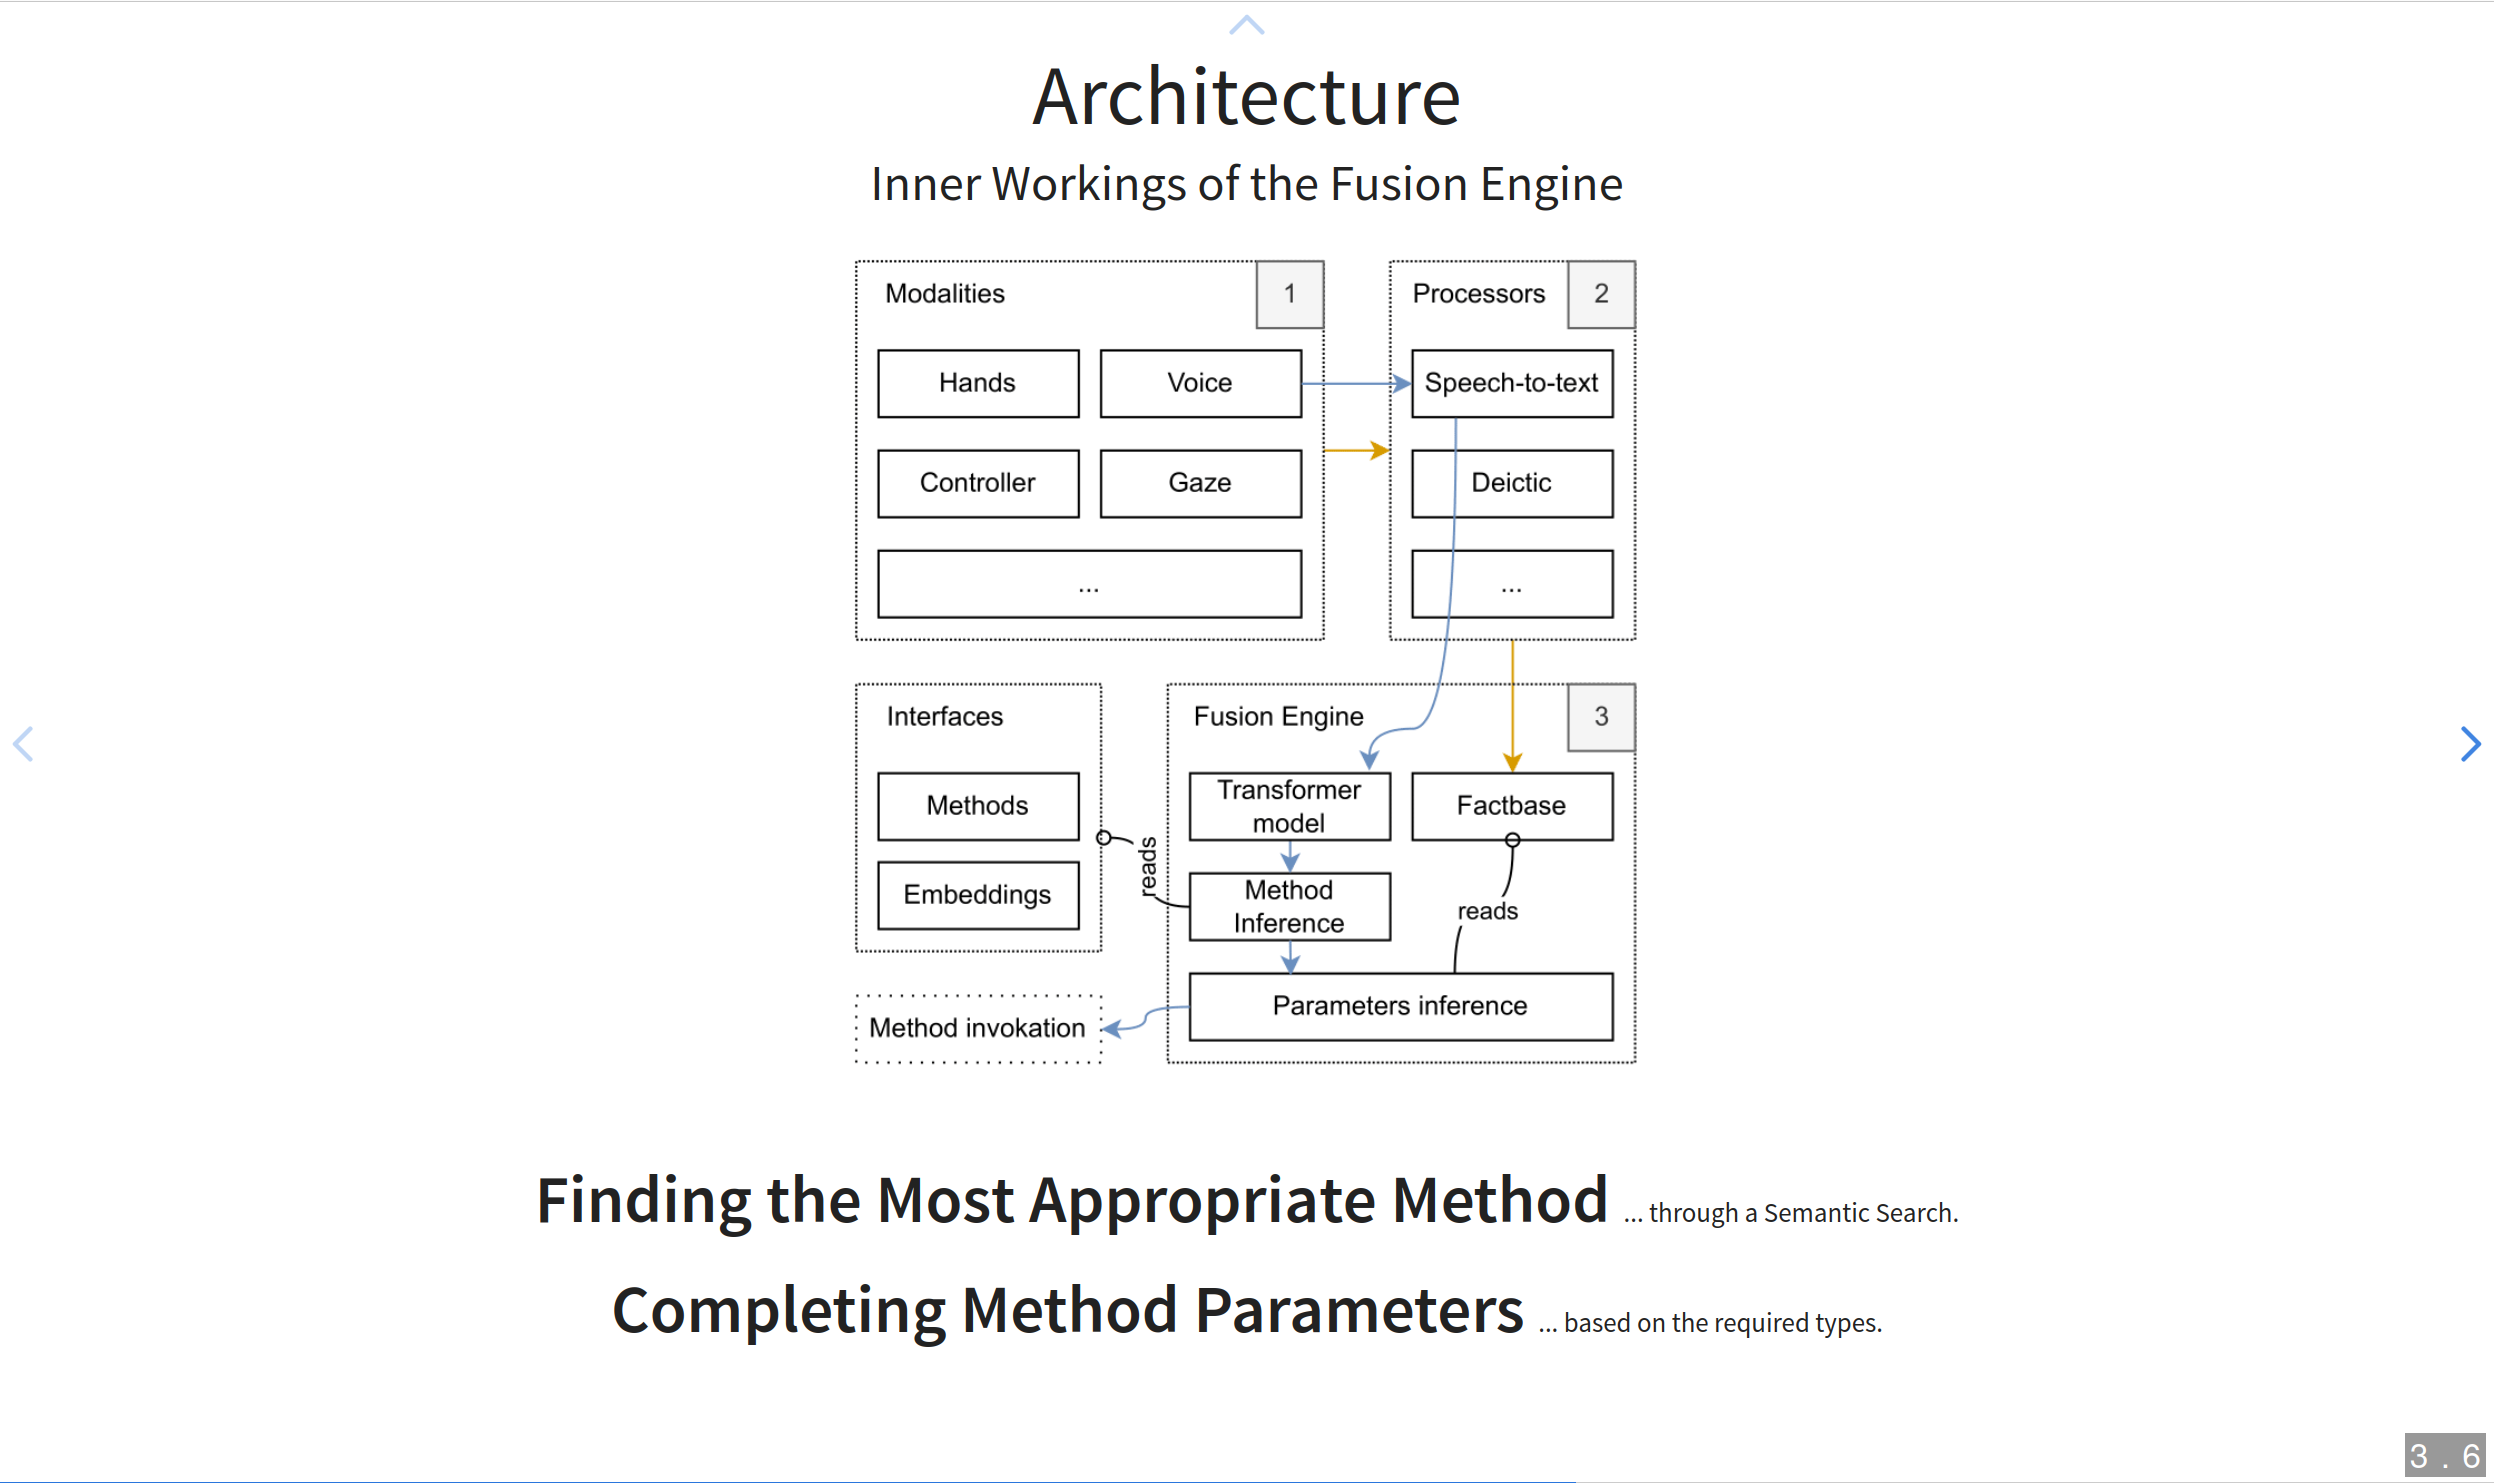 Architecture
Inner Workings of the Fusion Engine
Modalities
1
Hands
Voice
Controller
Gaze
...
Processors
2
Speech-to-text
Deictic
...
Interfaces
Methods
Embeddings
reads
Fusion Engine
3
Transformer
model
Factbase
Method
Inference
reads
Parameters inference
Method invokation
Finding the Most Appropriate Method ... through a Semantic Search.
Completing Method Parameters ... based on the required types.
3 . 6